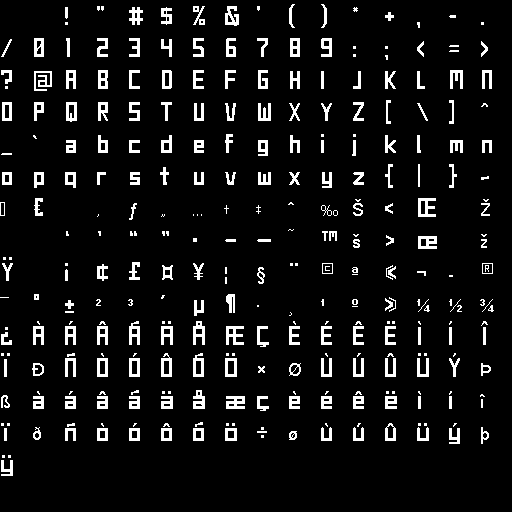 ! " # $ % & ' ( ) * + , - .
/ 0 1 2 3 4 5 6 7 8 9 : ; < = >
? @ A B C D E F G H I J K L M N
O P Q R S T U V W X Y Z [ \ ] ^
_ ` a b c d e f g h i j k l m n
o p q r s t u v w x y z { | } ~
€ ‚ ƒ „ … † ‡ ˆ ‰ Š ‹ Œ Ž
‘ ’ “ ” • – — ˜ ™ š › œ ž
Ÿ ¡ ¢ £ ¤ ¥ ¦ § ¨ © ª « ¬ - ®
¯ ° ± ² ³ ´ µ ¶ · ¸ ¹ º » ¼ ½ ¾
¿ À Á Â Ã Ä Å Æ Ç È É Ê Ë Ì Í Î
Ï Ð Ñ Ò Ó Ô Õ Ö × Ø Ù Ú Û Ü Ý Þ
ß à á â ã ä å æ ç è é ê ë ì í î
ï ð ñ ò ó ô õ ö ÷ ø ù ú û ü ý þ
ÿ